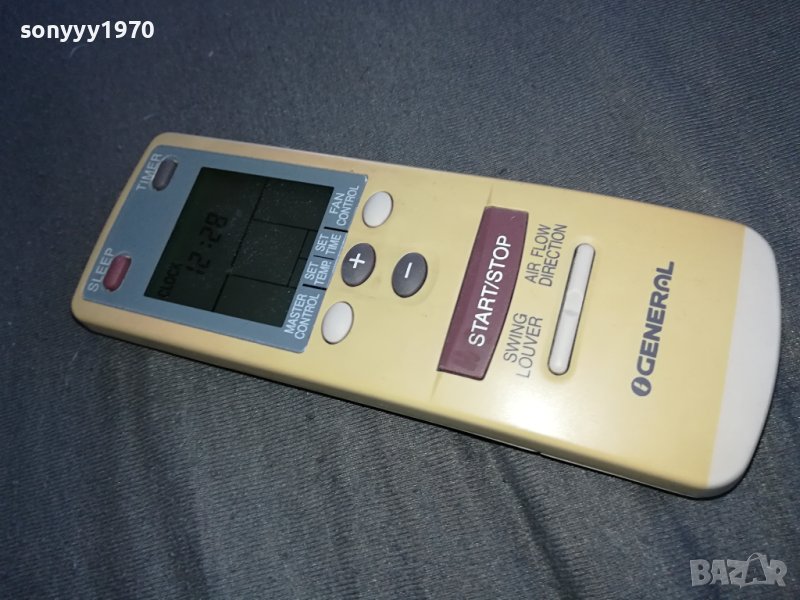 sonyyy1970
SLEEP
TIMER
CLOCK
12:28
MASTER
CONTROL
SET
TEMP.
SET
TIME
FAN
CONTROL
+
-
START/STOP
SWING
LOUVER
AIR FLOW
DIRECTION
GENERAL
BAZAR